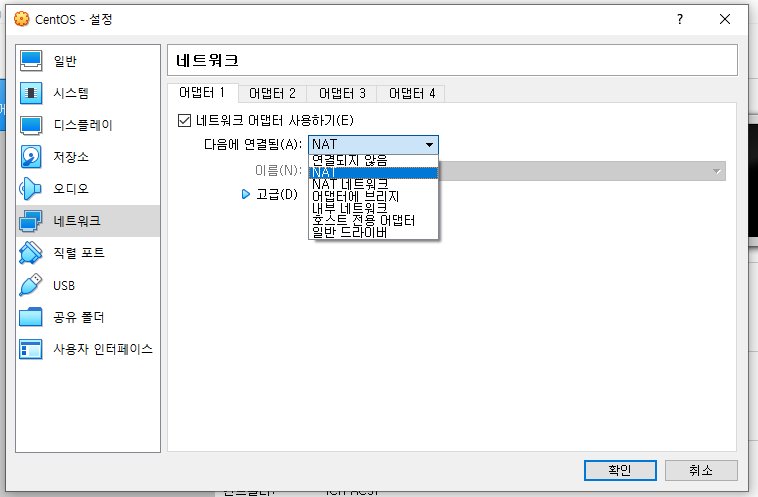 CentOS - 설정
?
일반
시스템
디스플레이
저장소
오디오
네트워크
직렬 포트
USB
공유 폴더
사용자 인터페이스
네트워크
어댑터 1 어댑터 2 어댑터 3 어댑터 4
네트워크 어댑터 사용하기(E)
다음에 연결됨(A): NAT
연결되지 않음
이름(N):
NAT
NAT 네트워크
고급(D)
어댑터에 브리지
내부 네트워크
호스트 전용 어댑터
일반 드라이버
확인 취소